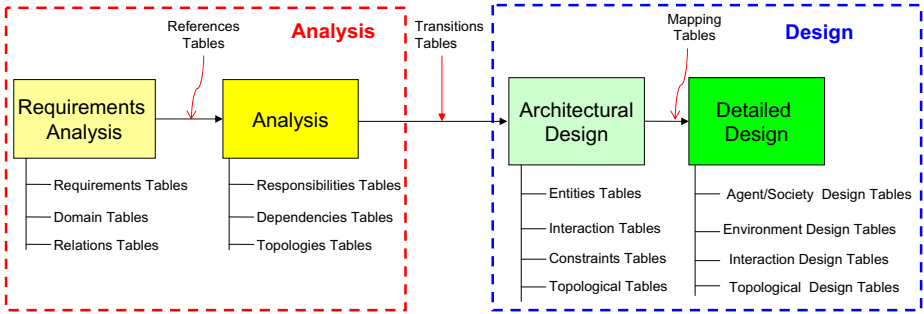 References
Tables
Analysis
Transitions
Tables
Mapping
Tables
Design
Requirements
Analysis
Analysis
Architectural
Design
Detailed
Design
Requirements Tables
Domain Tables
Relations Tables
Responsibilities Tables
Dependencies Tables
Topologies Tables
Entities Tables
Interaction Tables
Constraints Tables
Topological Tables
Agent/Society Design Tables
Environment Design Tables
Interaction Design Tables
Topological Design Tables